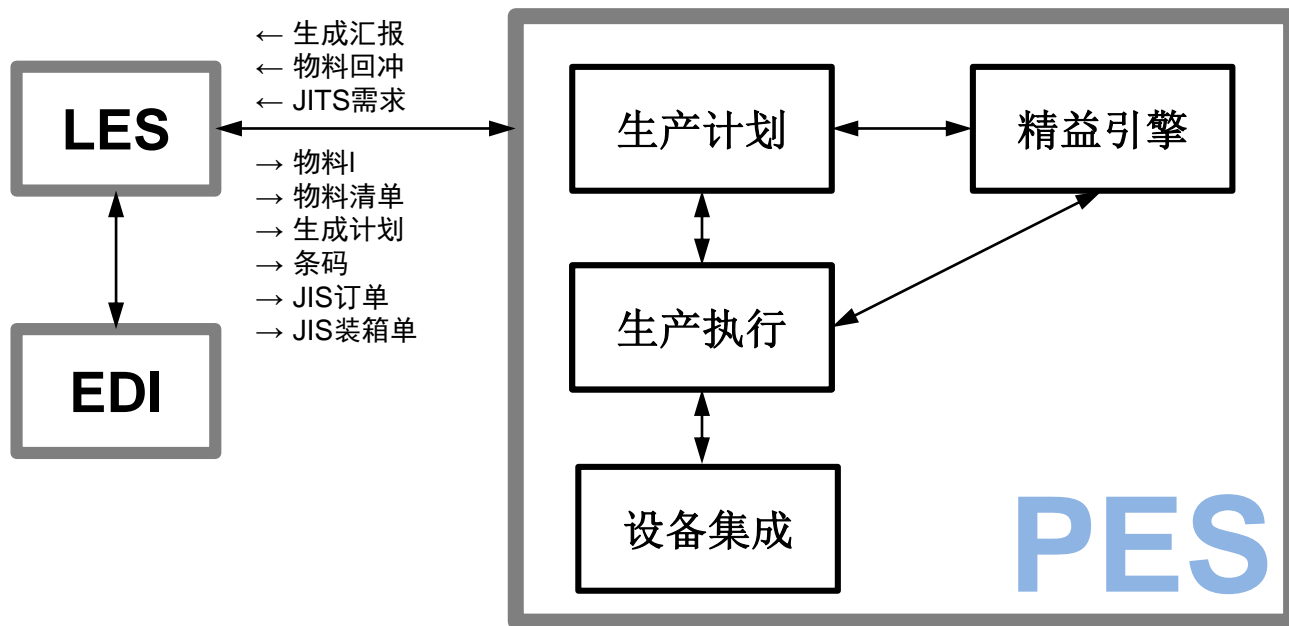 ← 生成汇报
← 物料回冲
← JITS需求
LES
→ 物料I
→ 物料清单
→ 生成计划
→ 条码
→ JIS订单
→ JIS装箱单
EDI
生产计划
精益引擎
生产执行
设备集成
PES